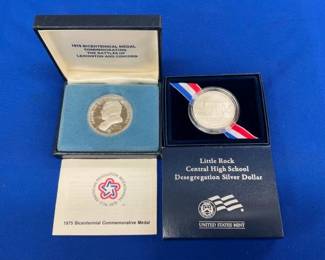 1975 BICENTENNIAL MEDAL
COMMEMORATING
THE BATTLES OF
LEXINGTON AND CONCORD
1975 Bicentennial Commemorative Medal
Little Rock
Central High School
Desegregation Silver Dollar
UNITED STATES MINT